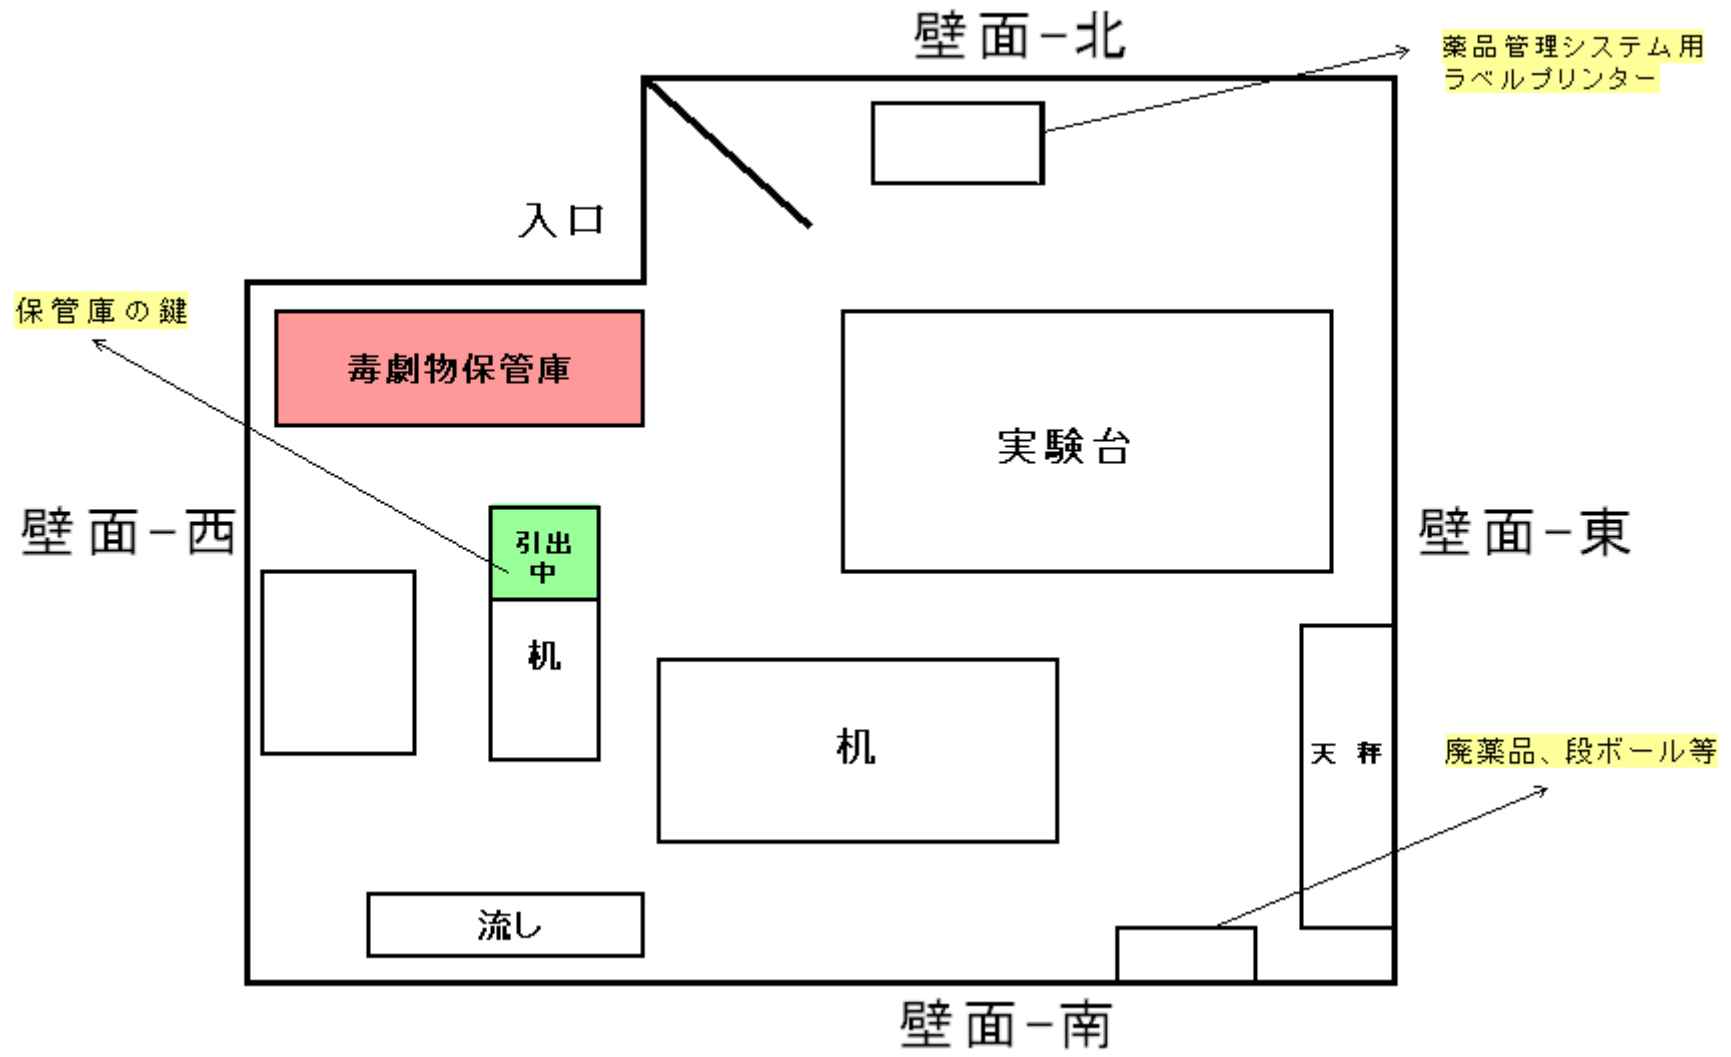 壁面-北
薬品管理システム用
ラベルプリンター
入口
保管庫の鍵
毒劇物保管庫
実験台
壁面-西
引出
中
壁面-東
机
机
天秤
廃薬品、段ボール等
流し
壁面-南